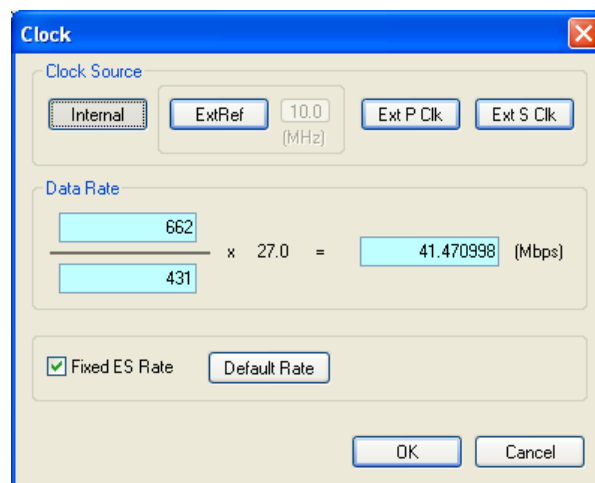 Clock
Clock Source
Internal ExtRef 10.0 (MHz) Ext P Clk Ext S Clk
Data Rate
662
431
x 27.0 = 41.470998 (Mbps)
Fixed ES Rate Default Rate
OK Cancel